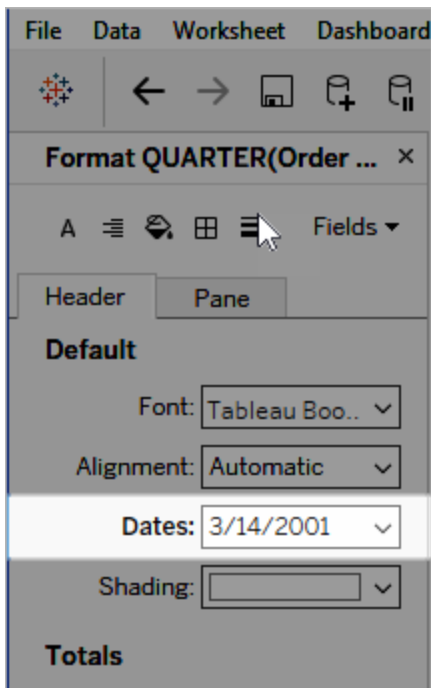 File Data Worksheet Dashboard
Format QUARTER(Order ... ×
A Fields
Header Pane
Default
Font: Tableau Boo..
Alignment: Automatic
Dates: 3/14/2001
Shading:
Totals